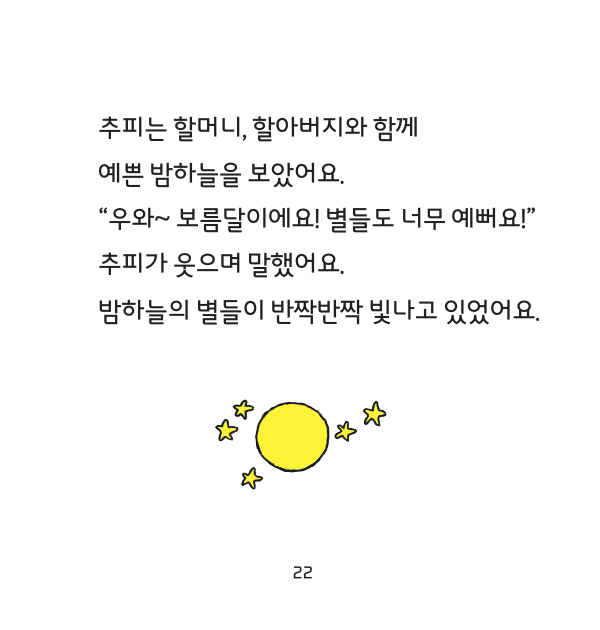 추피는 할머니, 할아버지와 함께
예쁜 밤하늘을 보았어요.
“우와~ 보름달이에요! 별들도 너무 예뻐요!”
추피가 웃으며 말했어요.
밤하늘의 별들이 반짝반짝 빛나고 있었어요.
22